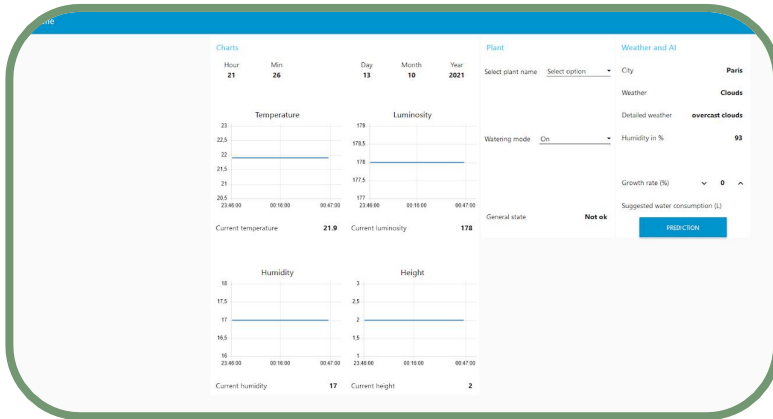 Charts
Hour Min Day Month Year
21 26 13 10 2021
Temperature
23
22,5
22
21,5
21
20,5
23:46:00 00:16:00 00:47:00
Current temperature 21.9
Luminosity
179
178,5
178
177,5
177
23:46:00 00:16:00 00:47:00
Current luminosity 178
Humidity
18
17,5
17
16,5
16
23:46:00 00:16:00 00:47:00
Current humidity 17
Height
3
2,5
2
1,5
1
23:46:00 00:16:00 00:47:00
Current height 2
Plant
Select plant name Select option
Watering mode On
General state Not ok
Weather and AI
City Paris
Weather Clouds
Detailed weather overcast clouds
Humidity in % 93
Growth rate (%) 0
Suggested water consumption (L)
PREDICTION